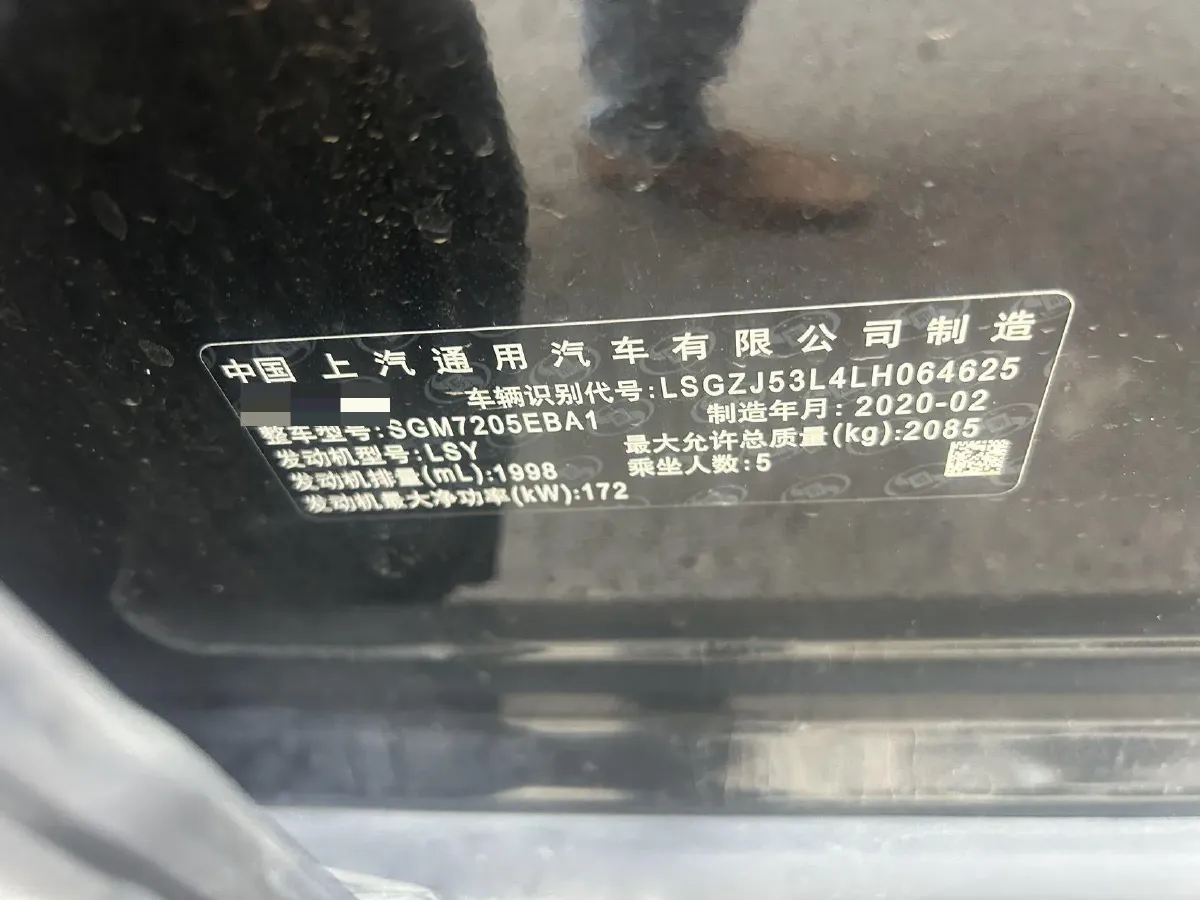 中国 上汽通用汽车有限公司制造
车辆识别代号:LSGZJ53L4LH064625
整车型号:SGM7205EBA1 制造年月:2020-02
发动机型号:LSY 最大允许总质量(kg):2085
发动机排量(mL):1998 乘坐人数:5
发动机最大净功率(kW):172